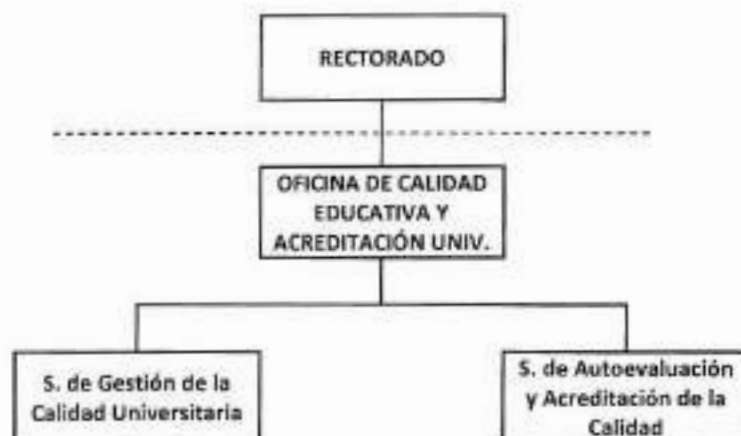 RECTORADO
OFICINA DE CALIDAD
EDUCATIVA Y
ACREDITACIÓN UNIV.
S. de Gestión de la
Calidad Universitaria
S. de Autoevaluación
y Acreditación de la
Calidad